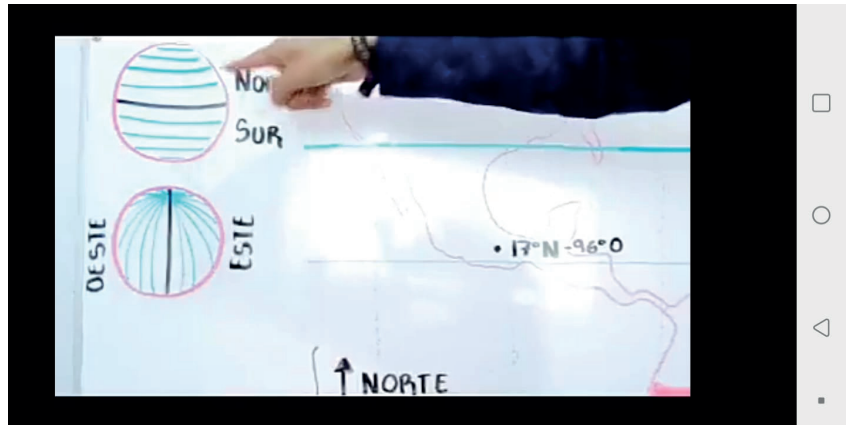 SUR
OESTE
ESTE
• 17°N -96°O
↑ NORTE